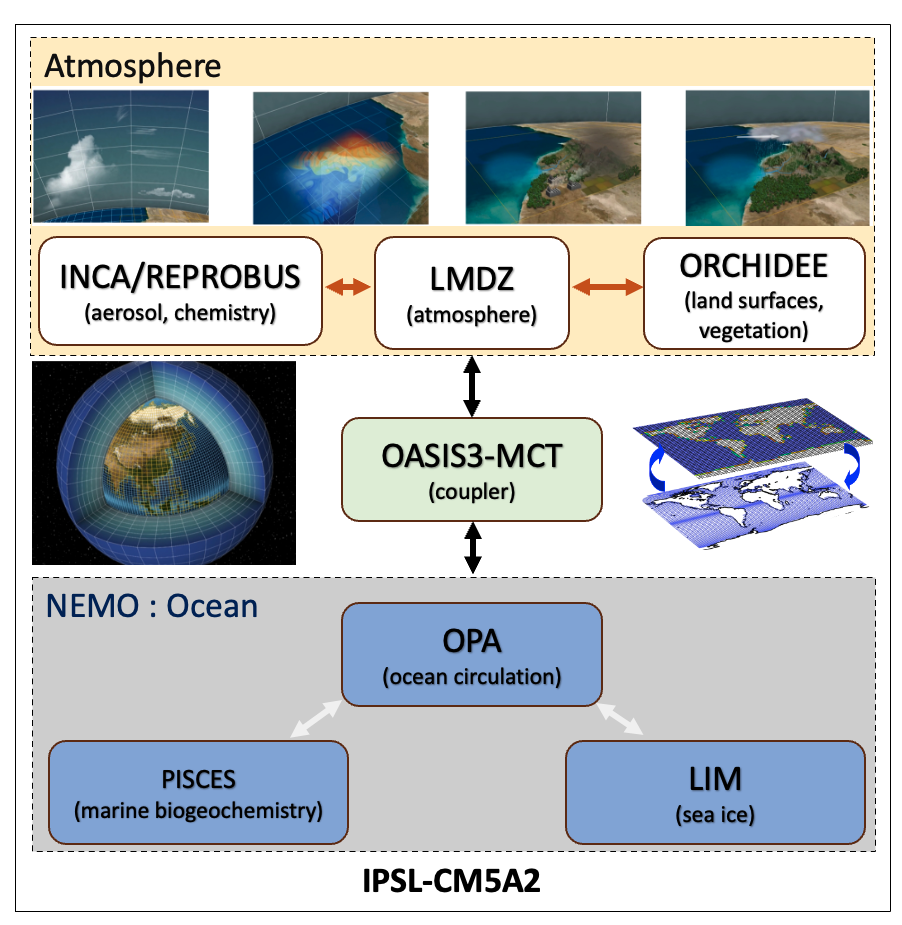 Atmosphere
INCA/REPROBUS
(aerosol, chemistry)
LMDZ
(atmosphere)
ORCHIDEE
(land surfaces,
vegetation)
OASIS3-MCT
(coupler)
NEMO : Ocean
OPA
(ocean circulation)
PISCES
(marine biogeochemistry)
LIM
(sea ice)
IPSL-CM5A2